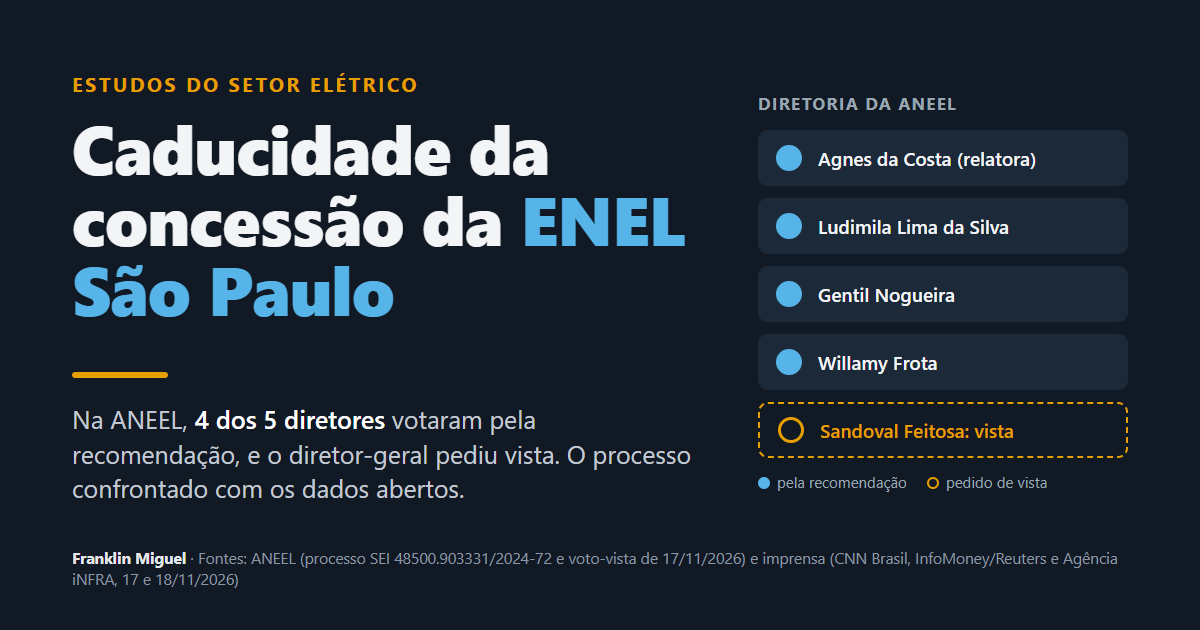 ESTUDOS DO SETOR ELÉTRICO
Caducidade da
concessão da ENEL
São Paulo
Na ANEEL, 4 dos 5 diretores votaram pela
recomendação, e o diretor-geral pediu vista. O processo
confrontado com os dados abertos.
DIRETORIA DA ANEEL
Agnes da Costa (relatora)
Ludimila Lima da Silva
Gentil Nogueira
Willamy Frota
Sandoval Feitosa: vista
pela recomendação pedido de vista
Franklin Miguel · Fontes: ANEEL (processo SEI 48500.903331/2024-72 e voto-vista de 17/11/2026) e imprensa (CNN Brasil, InfoMoney/Reuters e Agência
iNFRA, 17 e 18/11/2026)